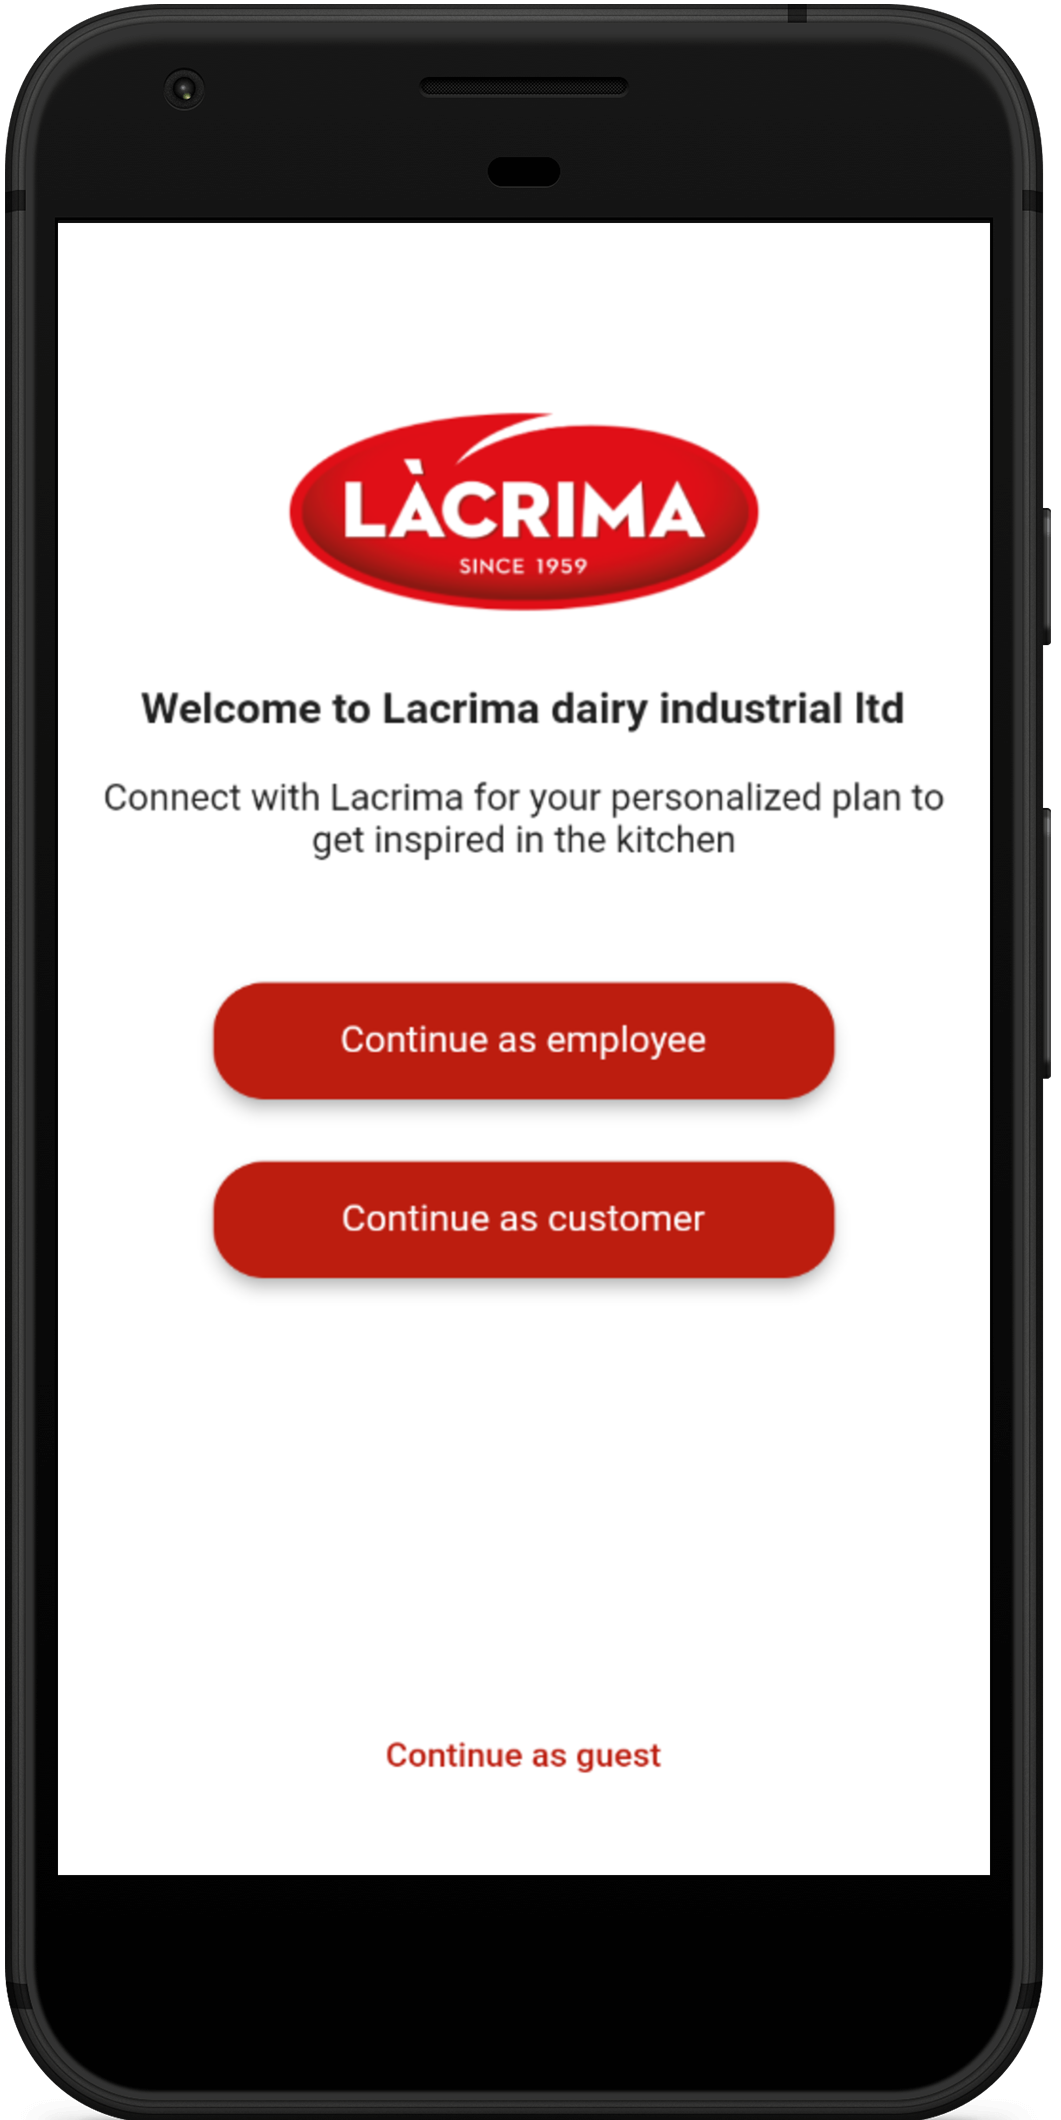 LÀCRIMA
SINCE 1959
Welcome to Lacrima dairy industrial ltd
Connect with Lacrima for your personalized plan to
get inspired in the kitchen
Continue as employee
Continue as customer
Continue as guest